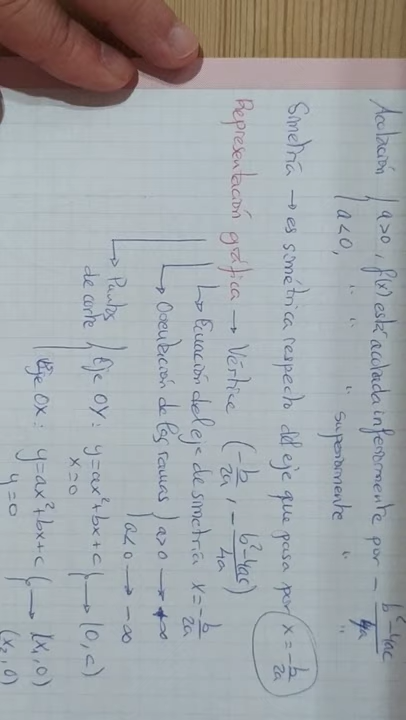 Acotación { a>0, f(x) está acotada inferiormente por - b²-4ac / 4a
a<0, " " " superiormente " "
Simetría → es simétrica respecto del eje que pasa por x = -b/2a
Representación gráfica → Vértice (-b/2a, - b²-4ac / 4a)
→ Ecuación del eje de simetría x = -b/2a
→ Orientación de las ramas { a>0 → +∞
a<0 → -∞
→ Puntos de corte { Eje OY: y=ax²+bx+c x=0 } → (0, c)
Eje OX: y=ax²+bx+c y=0 } → (x₁, 0)
(x₂, 0)